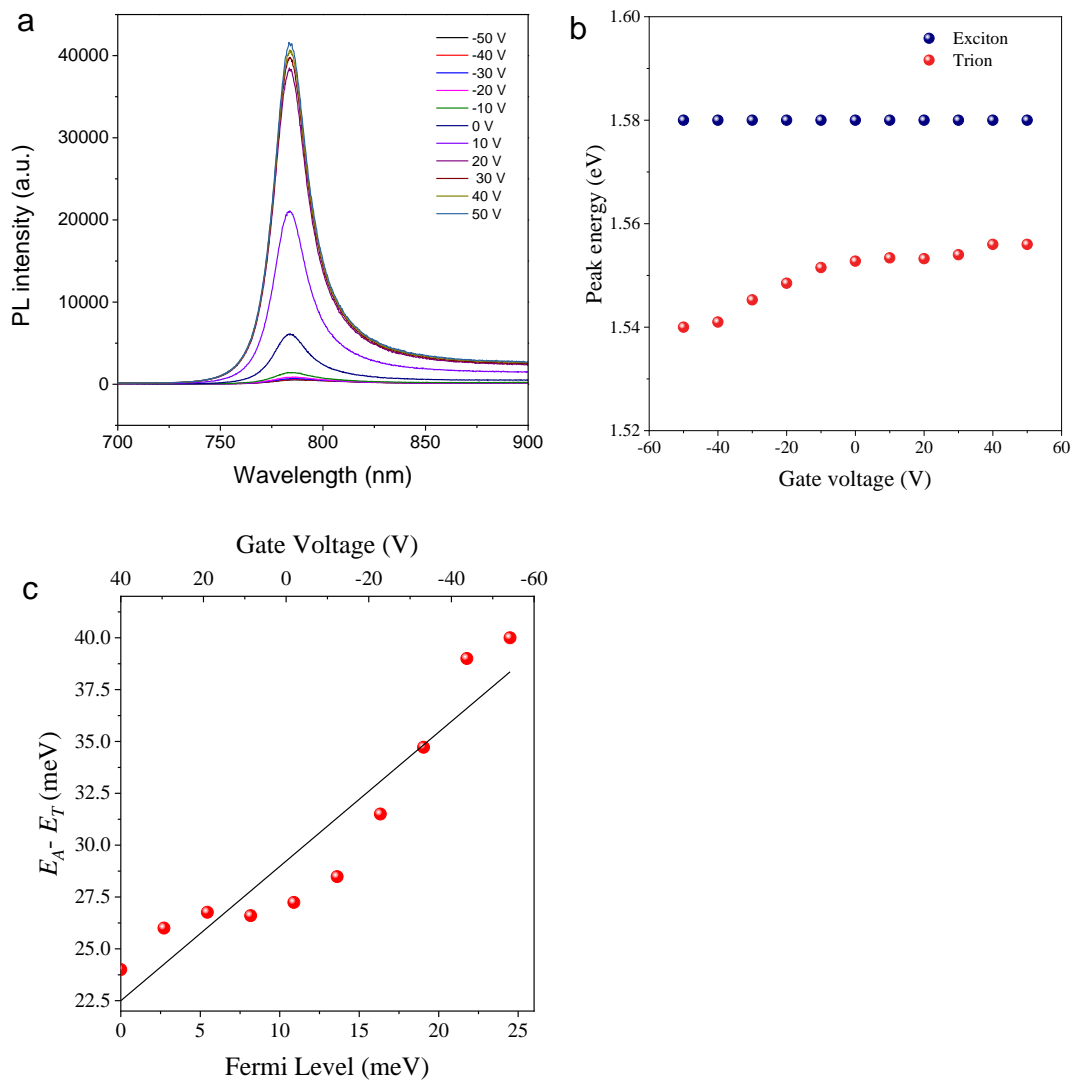 a
40000
30000
20000
10000
0
700
750
800
850
900
PL intensity (a.u.)
Wavelength (nm)
-50 V
-40 V
-30 V
-20 V
-10 V
0 V
10 V
20 V
30 V
40 V
50 V
b
1.60
1.58
1.56
1.54
1.52
-60
-40
-20
0
20
40
60
Peak energy (eV)
Gate voltage (V)
Exciton
Trion
c
Gate Voltage (V)
40
20
0
-20
-40
-60
40.0
37.5
35.0
32.5
30.0
27.5
25.0
22.5
E_A- E_T (meV)
0
5
10
15
20
25
Fermi Level (meV)